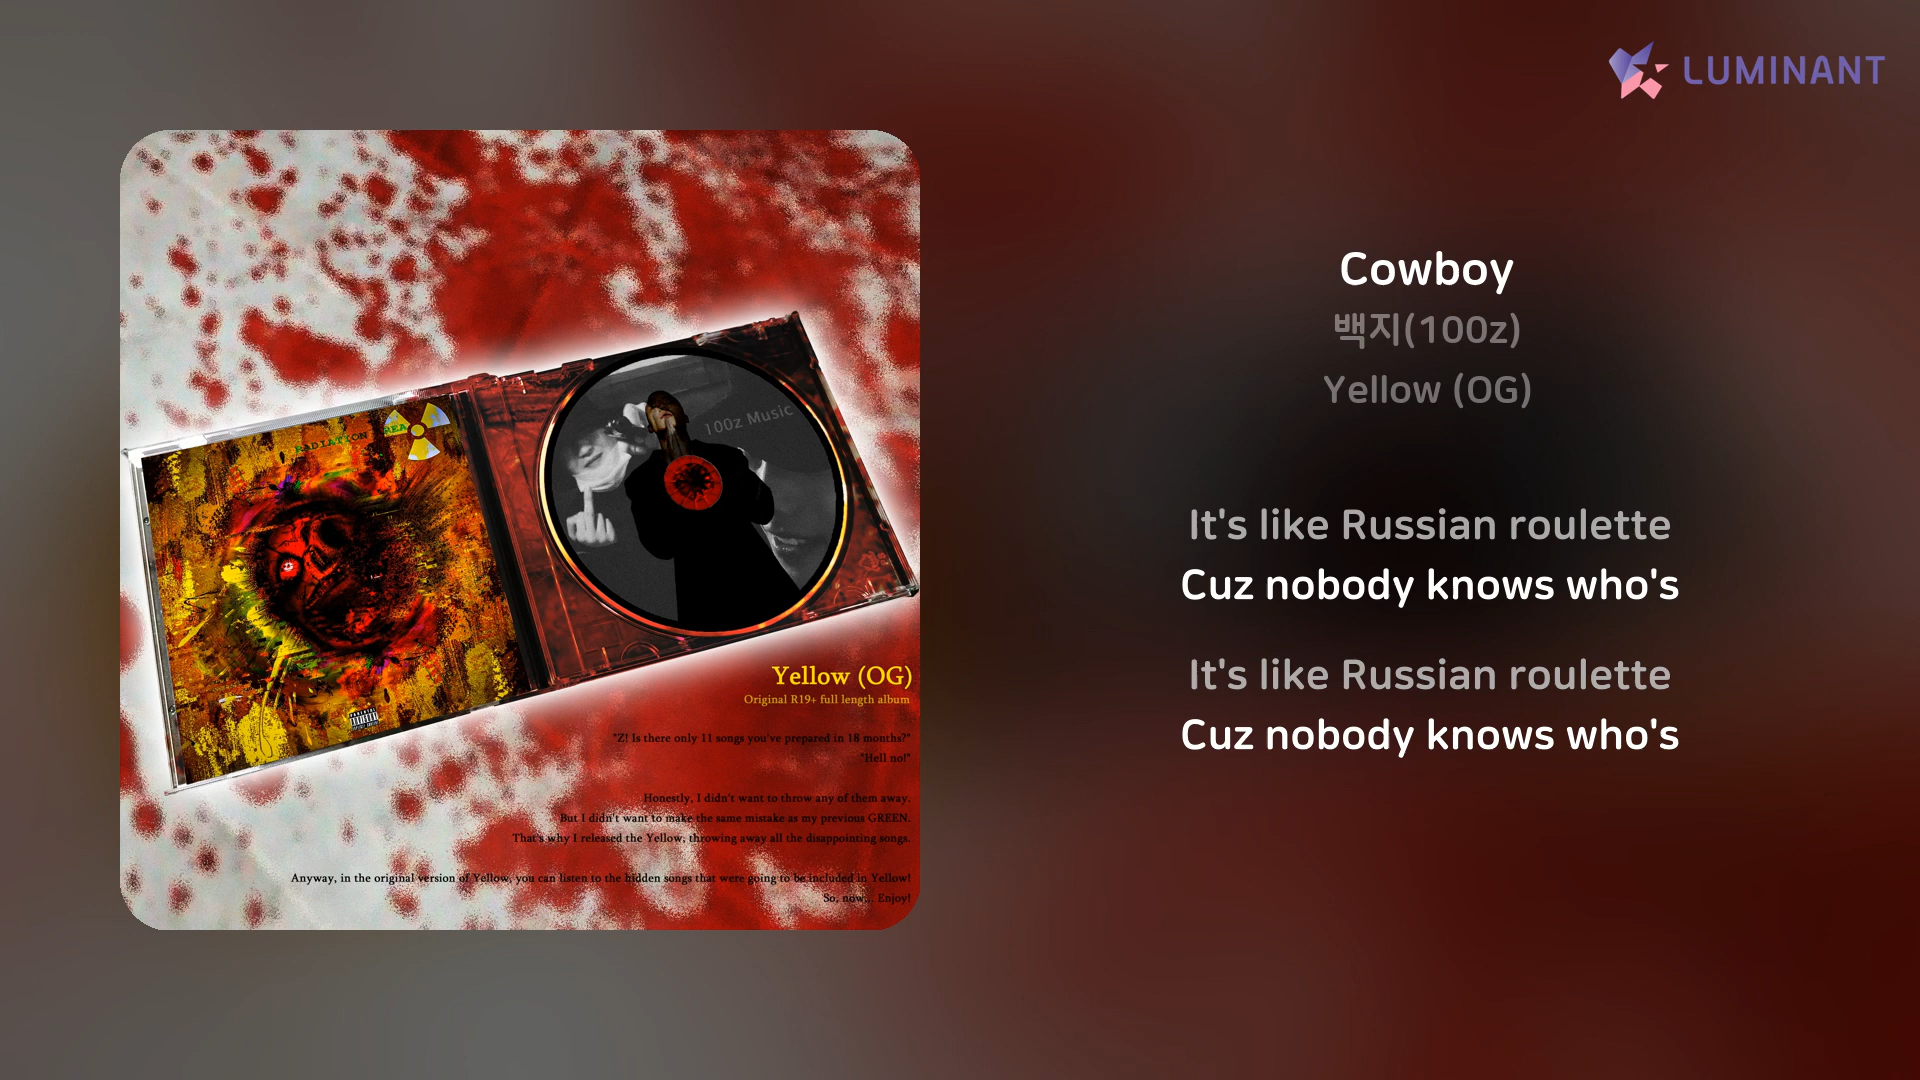 LUMINANT
Cowboy
백지(100z)
Yellow (OG)
It's like Russian roulette
Cuz nobody knows who's
It's like Russian roulette
Cuz nobody knows who's
RADIATION AREA
100z Music
Yellow (OG)
Original R19+ full length album
"Z! Is there only 11 songs you've prepared in 18 months?"
"Hell no!"
Honestly, I didn't want to throw any of them away.
But I didn't want to make the same mistake as my previous GREEN.
That's why I released the Yellow, throwing away all the disappointing songs.
Anyway, in the original version of Yellow, you can listen to the hidden songs that were going to be included in Yellow!
So, now... Enjoy!